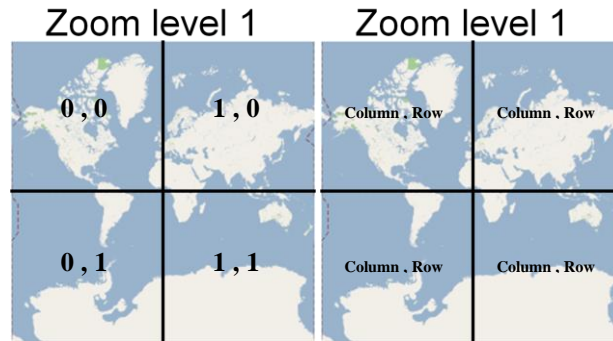 Zoom level 1
0 , 0
1 , 0
0 , 1
1 , 1
Zoom level 1
Column , Row
Column , Row
Column , Row
Column , Row